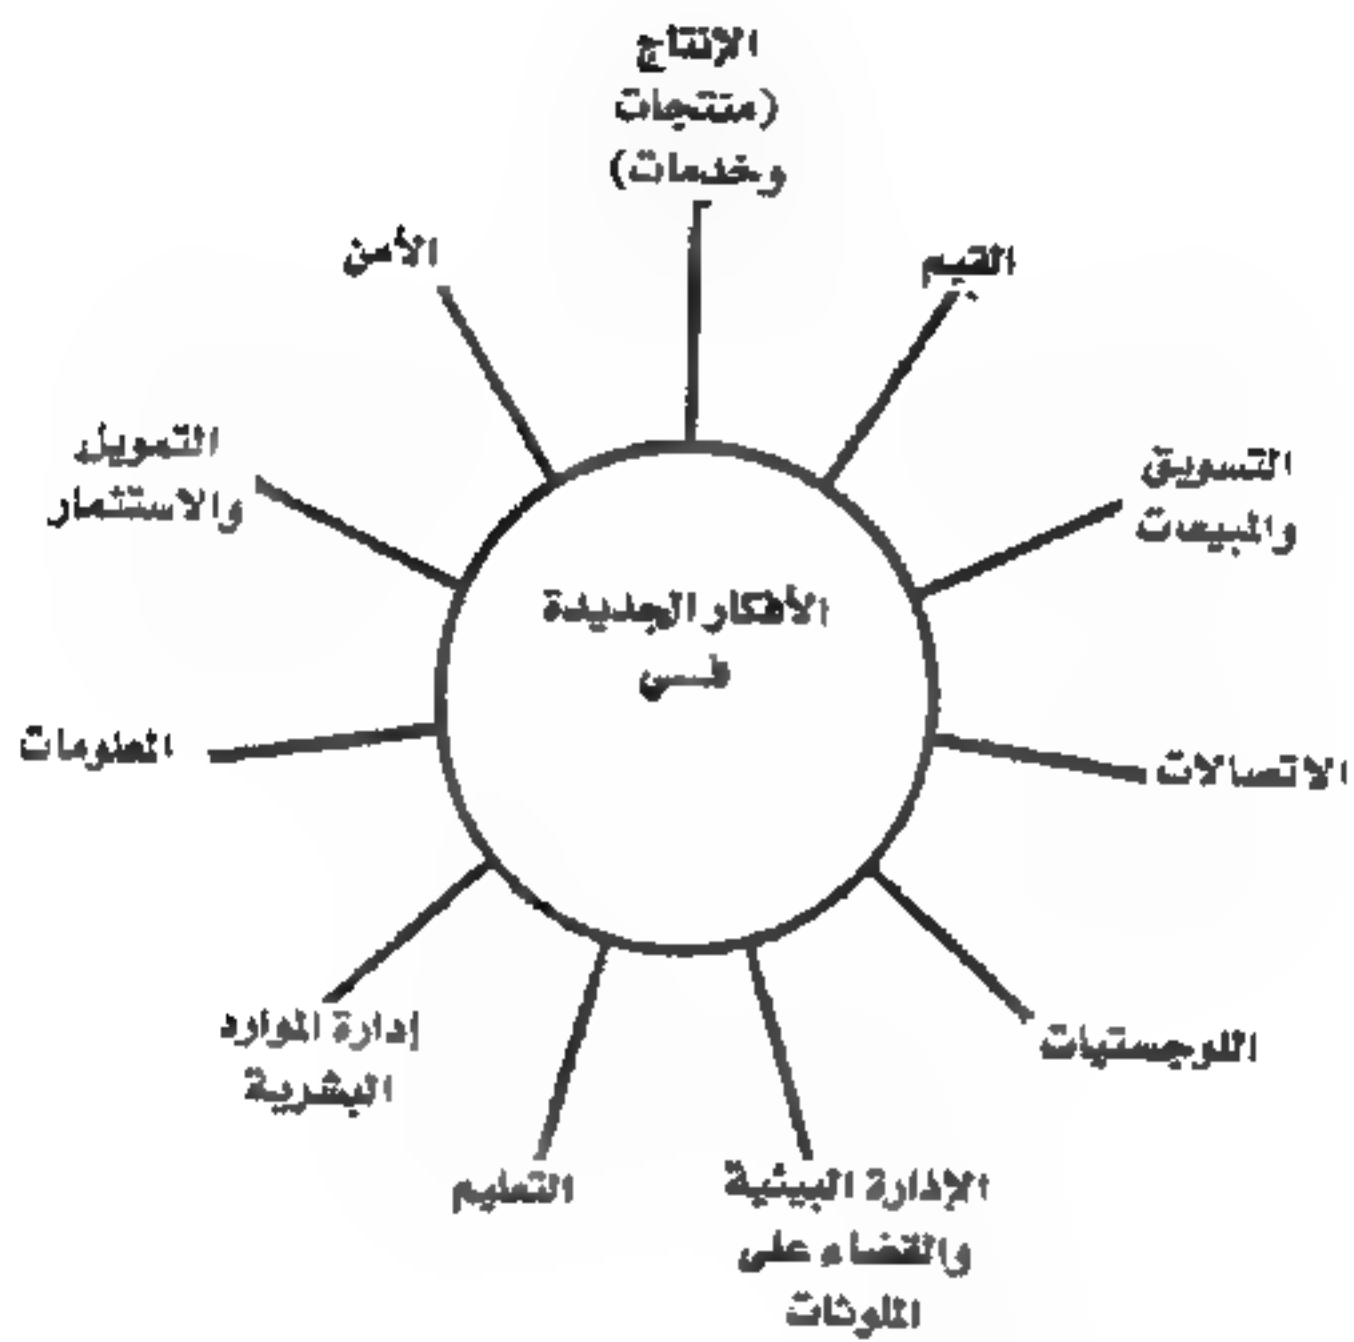 الإنتاج
(منتجات
وخدمات)
القيم
التسويق
والمبيعات
الاتصالات
اللوجستيات
الإدارة البيئية
والقضاء على
الملوثات
التعليم
إدارة الموارد
البشرية
المعلومات
التمويل
والاستثمار
الأمن
الأفكار الجديدة
فــى